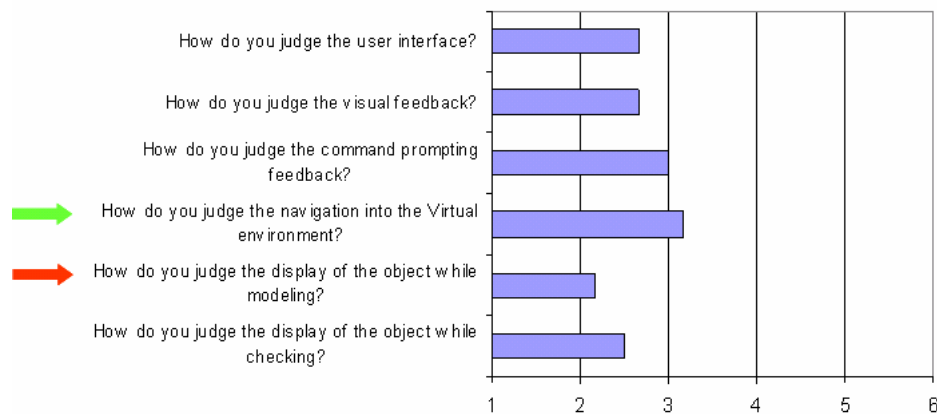 How do you judge the user interface?
How do you judge the visual feedback?
How do you judge the command prompting
feedback?
How do you judge the navigation into the Virtual
environment?
How do you judge the display of the object while
modeling?
How do you judge the display of the object while
checking?
1 2 3 4 5 6